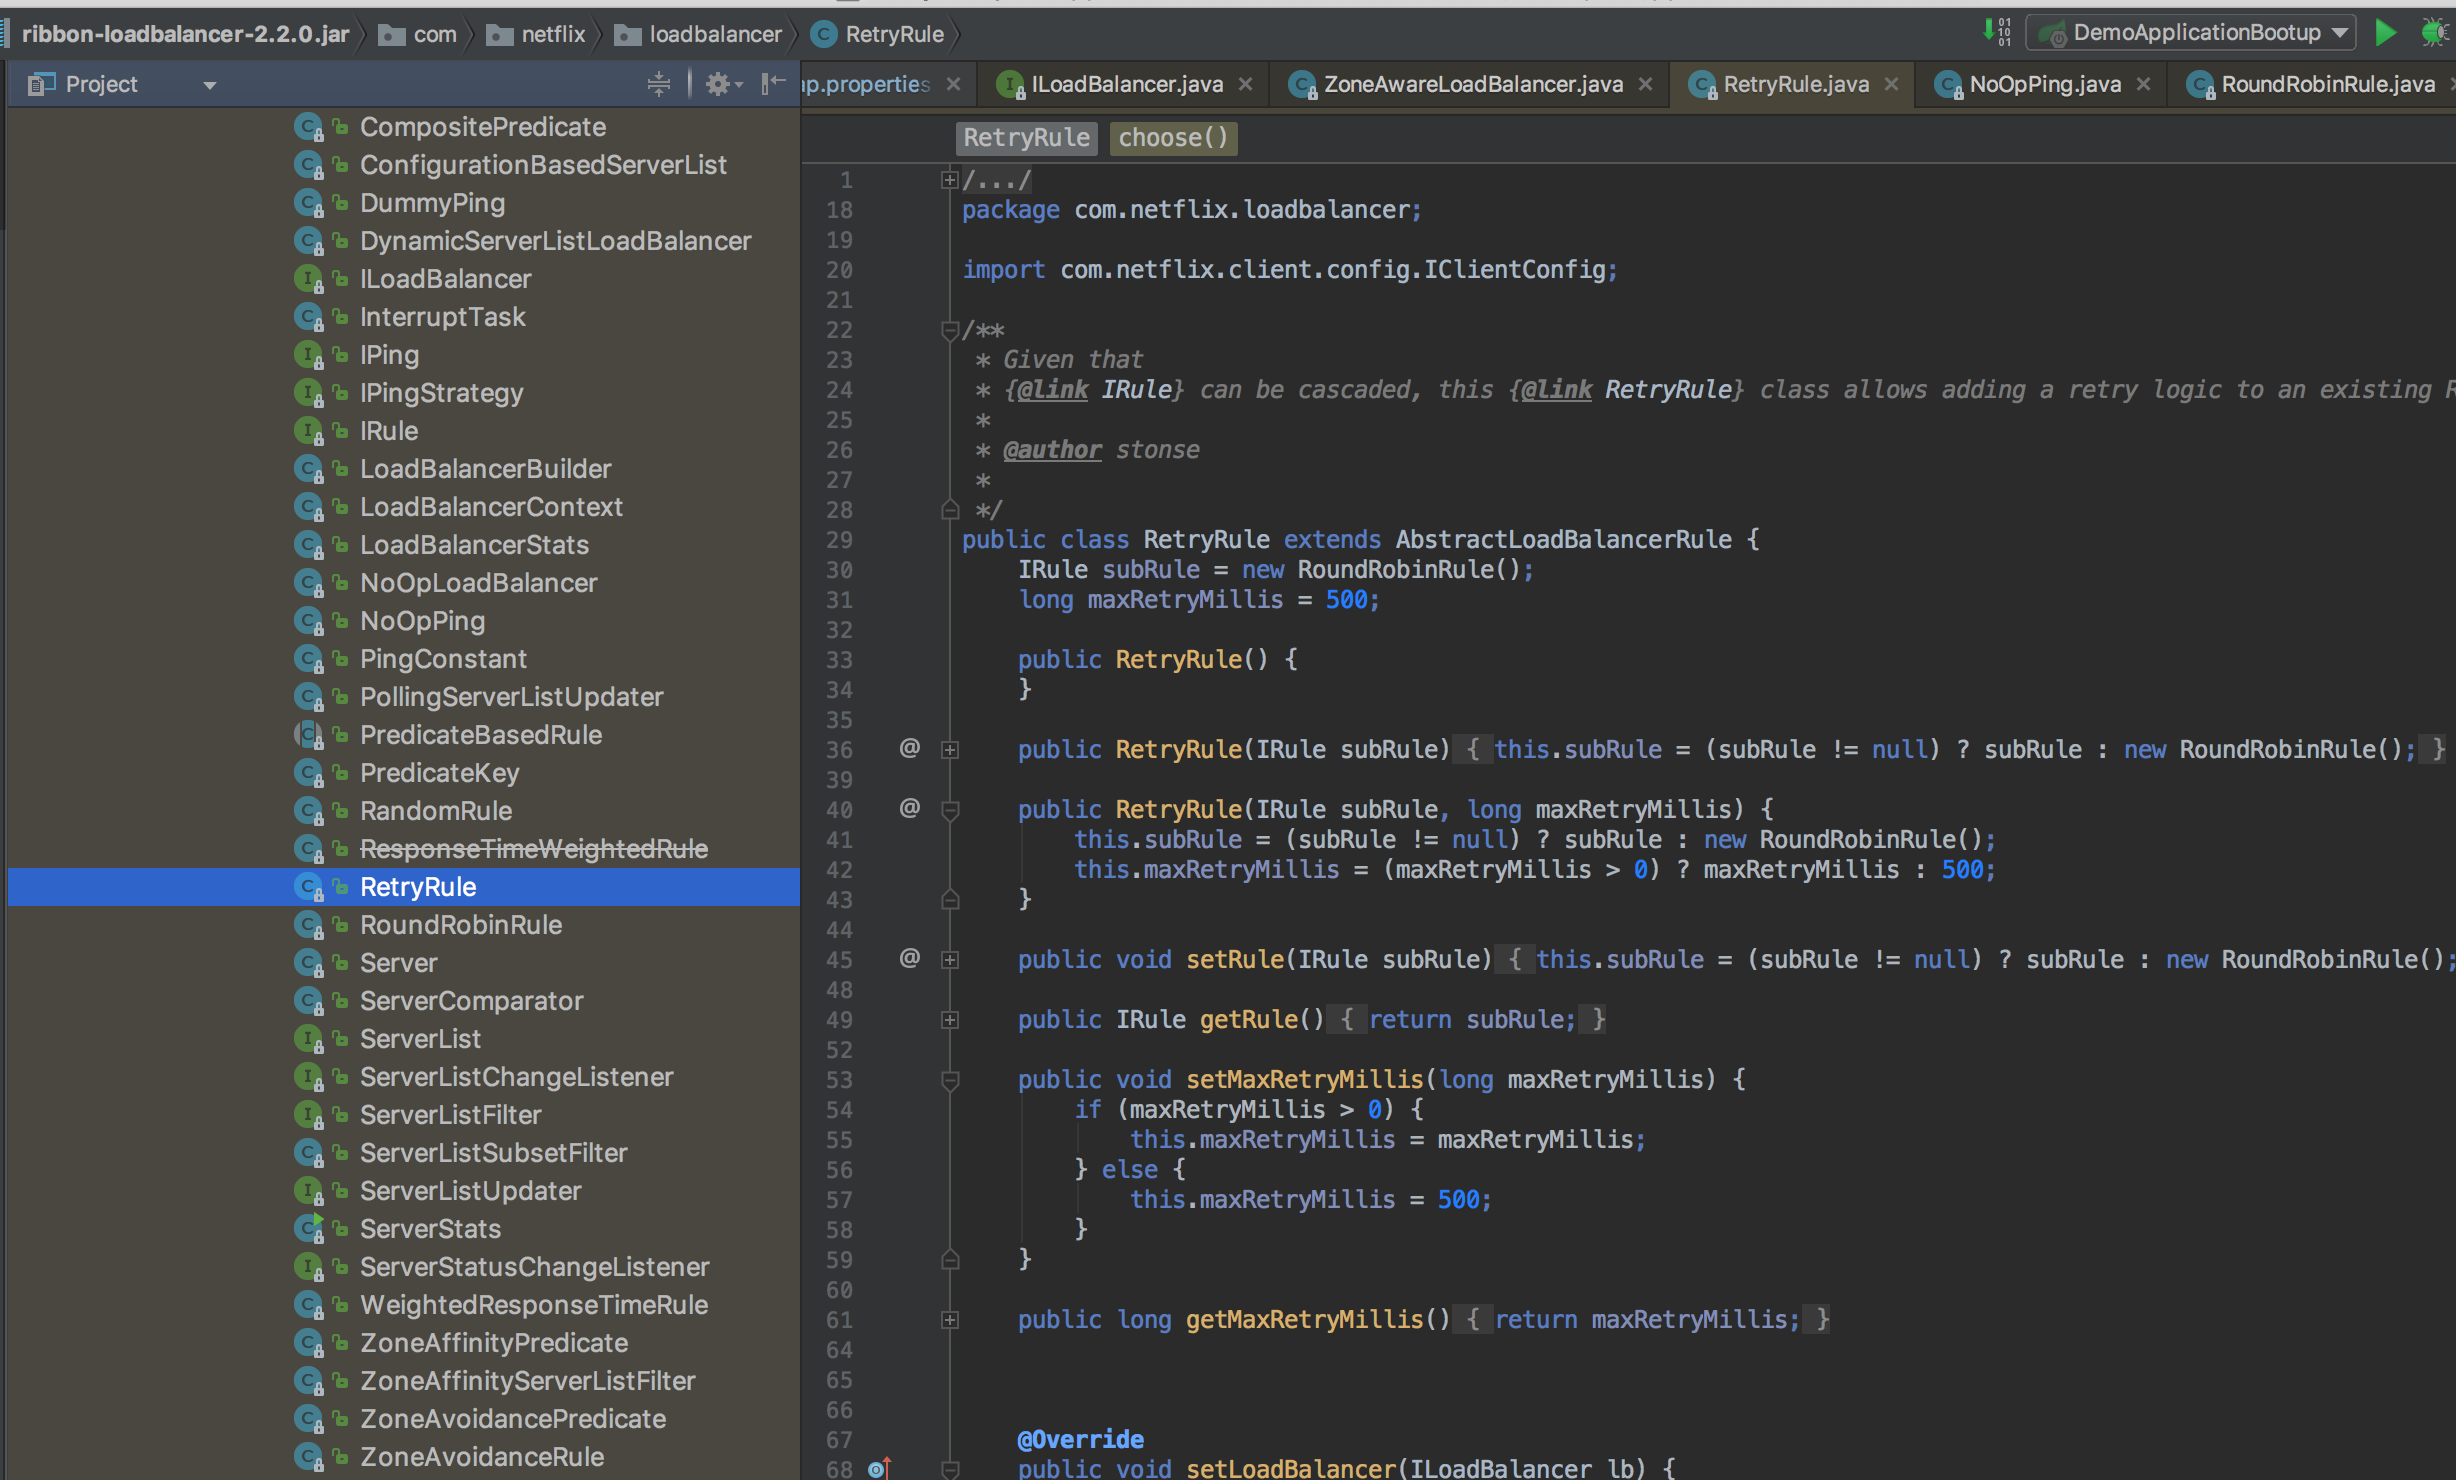 ribbon-loadbalancer-2.2.0.jar com netflix loadbalancer RetryRule DemoApplicationBootup
Project
ap.properties ILoadBalancer.java ZoneAwareLoadBalancer.java RetryRule.java NoOpPing.java RoundRobinRule.java
CompositePredicate
ConfigurationBasedServerList
DummyPing
DynamicServerListLoadBalancer
ILoadBalancer
InterruptTask
IPing
IPingStrategy
IRule
LoadBalancerBuilder
LoadBalancerContext
LoadBalancerStats
NoOpLoadBalancer
NoOpPing
PingConstant
PollingServerListUpdater
PredicateBasedRule
PredicateKey
RandomRule
ResponseTimeWeightedRule
RetryRule
RoundRobinRule
Server
ServerComparator
ServerList
ServerListChangeListener
ServerListFilter
ServerListSubsetFilter
ServerListUpdater
ServerStats
ServerStatusChangeListener
WeightedResponseTimeRule
ZoneAffinityPredicate
ZoneAffinityServerListFilter
ZoneAvoidancePredicate
ZoneAvoidanceRule
RetryRule choose()
1 /.../
18 package com.netflix.loadbalancer;
19
20 import com.netflix.client.config.IClientConfig;
21
22 /**
23 * Given that
24 * {@link IRule} can be cascaded, this {@link RetryRule} class allows adding a retry logic to an existing R
25 *
26 * @author stonse
27 *
28 */
29 public class RetryRule extends AbstractLoadBalancerRule {
30 IRule subRule = new RoundRobinRule();
31 long maxRetryMillis = 500;
32
33 public RetryRule() {
34 }
35
36 @ public RetryRule(IRule subRule) { this.subRule = (subRule != null) ? subRule : new RoundRobinRule(); }
39
40 @ public RetryRule(IRule subRule, long maxRetryMillis) {
41 this.subRule = (subRule != null) ? subRule : new RoundRobinRule();
42 this.maxRetryMillis = (maxRetryMillis > 0) ? maxRetryMillis : 500;
43 }
44
45 @ public void setRule(IRule subRule) { this.subRule = (subRule != null) ? subRule : new RoundRobinRule();
48
49 public IRule getRule() { return subRule; }
52
53 public void setMaxRetryMillis(long maxRetryMillis) {
54 if (maxRetryMillis > 0) {
55 this.maxRetryMillis = maxRetryMillis;
56 } else {
57 this.maxRetryMillis = 500;
58 }
59 }
60
61 public long getMaxRetryMillis() { return maxRetryMillis; }
64
65
66
67 @Override
68 public void setLoadBalancer(ILoadBalancer lb) {